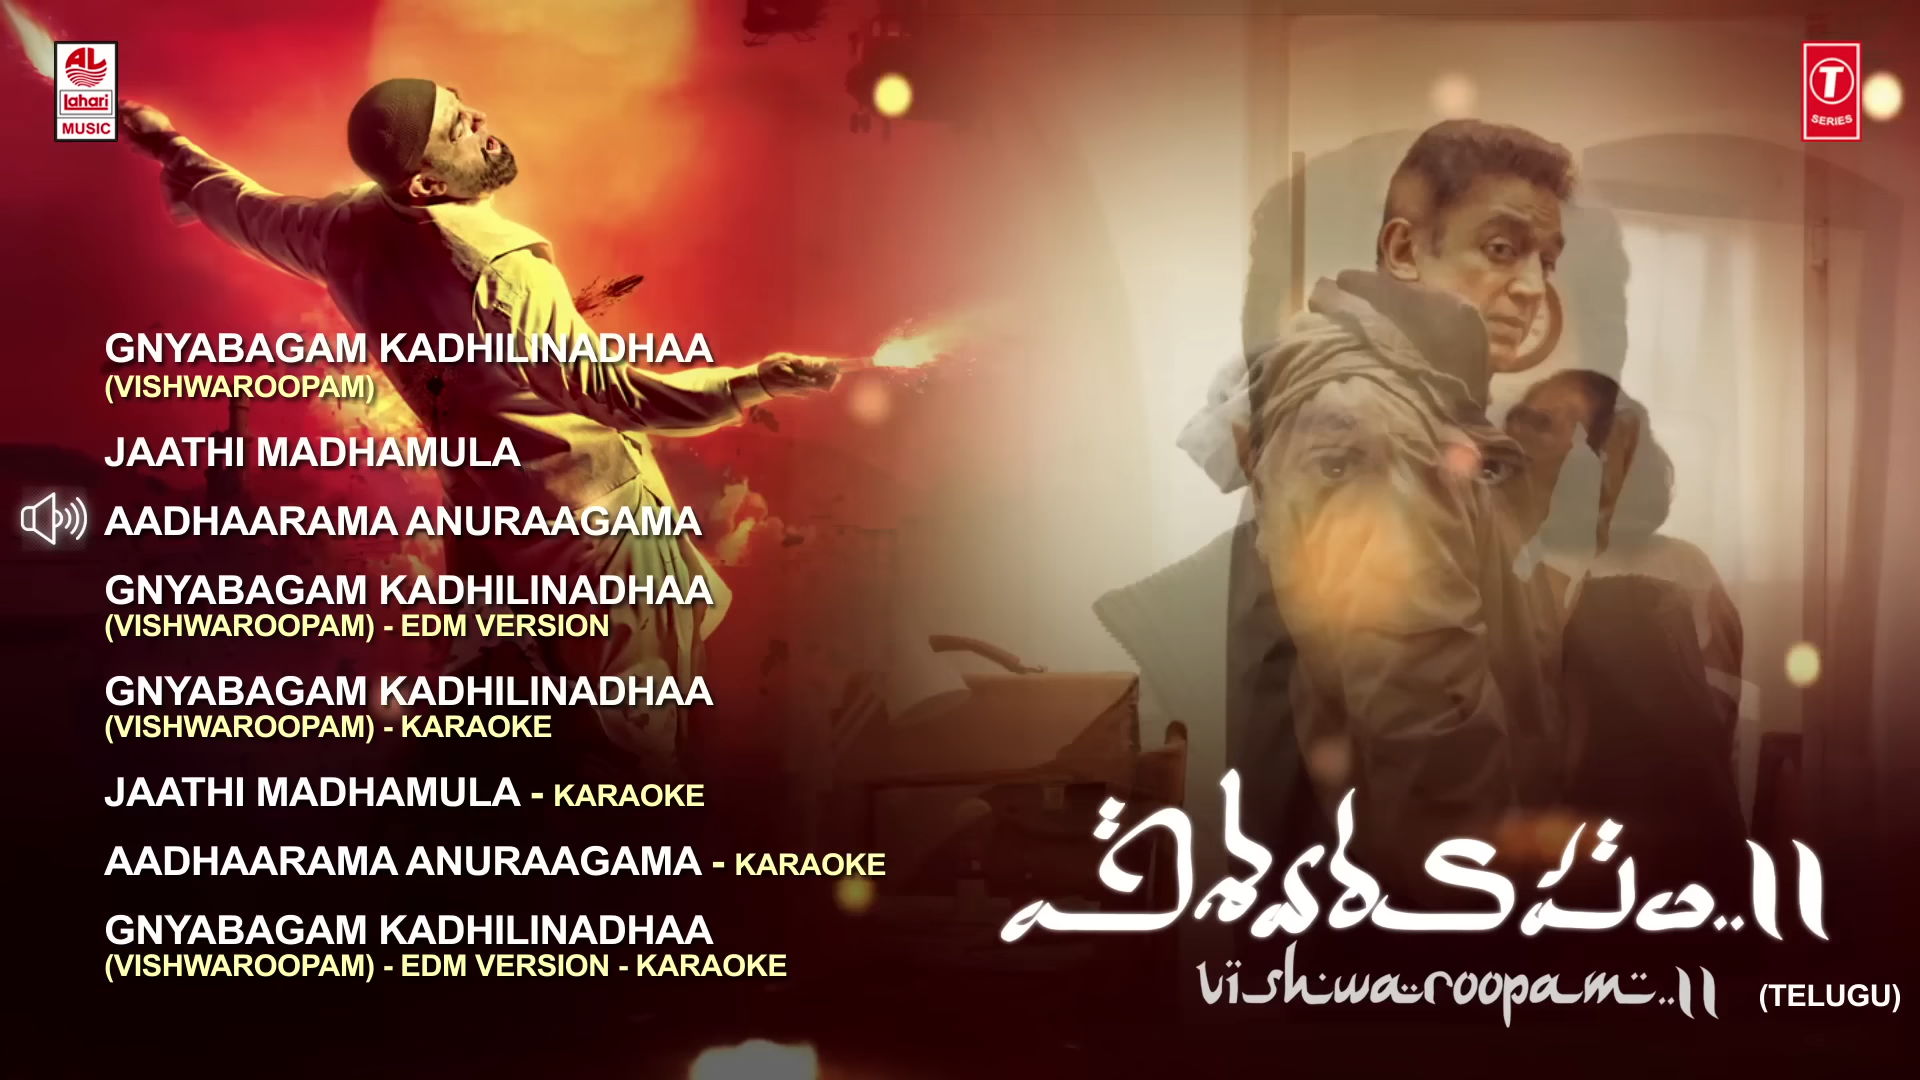 AL
Lahari
MUSIC
T
SERIES
GNYABAGAM KADHILINADHAA
(VISHWAROOPAM)
JAATHI MADHAMULA
AADHAARAMA ANURAAGAMA
GNYABAGAM KADHILINADHAA
(VISHWAROOPAM) - EDM VERSION
GNYABAGAM KADHILINADHAA
(VISHWAROOPAM) - KARAOKE
JAATHI MADHAMULA - KARAOKE
AADHAARAMA ANURAAGAMA - KARAOKE
GNYABAGAM KADHILINADHAA
(VISHWAROOPAM) - EDM VERSION - KARAOKE
విశ్వరూపం..II
vishwaroopam..II
(TELUGU)